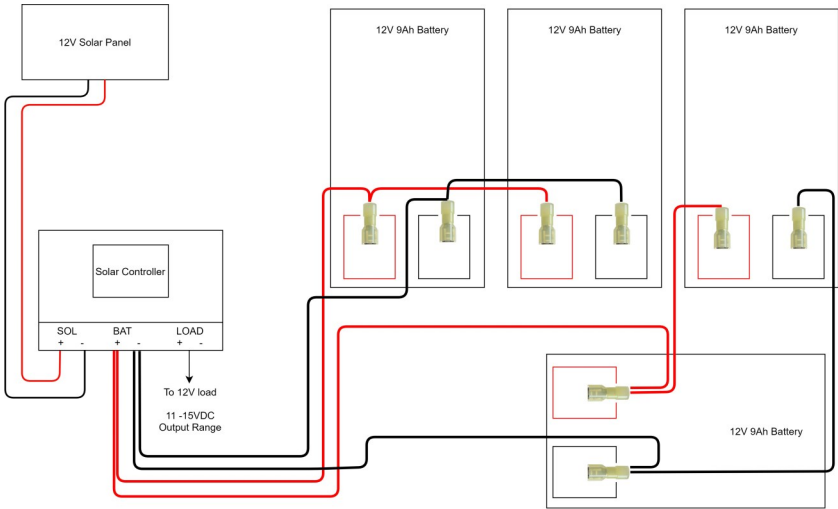 12V Solar Panel
12V 9Ah Battery
12V 9Ah Battery
12V 9Ah Battery
Solar Controller
SOL BAT LOAD
+ - + - + -
To 12V load
11 -15VDC
Output Range
12V 9Ah Battery